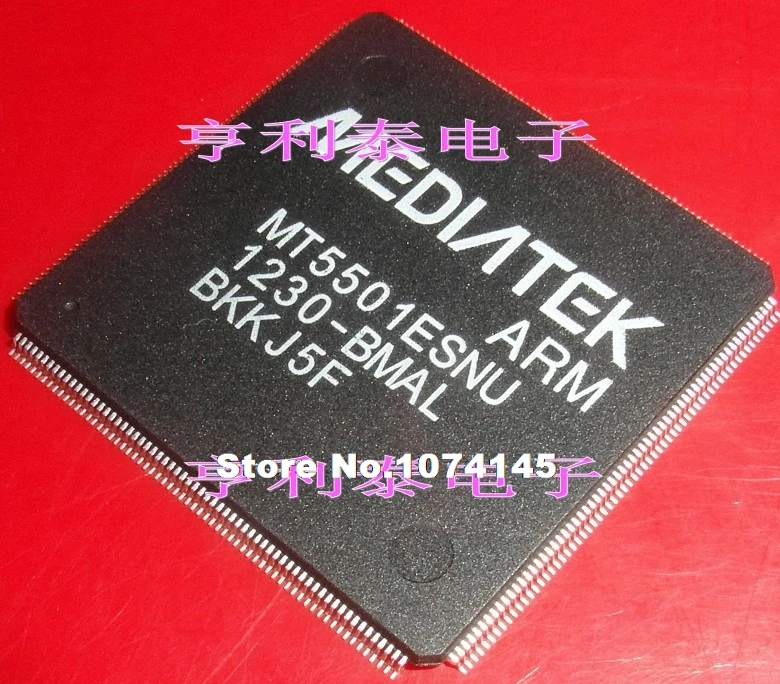 亨利泰电子
MEDIATEK
ARM
MT5501ESNU
1230-BMAL
BKKJ5F
Store No.:1074145
亨利泰电子